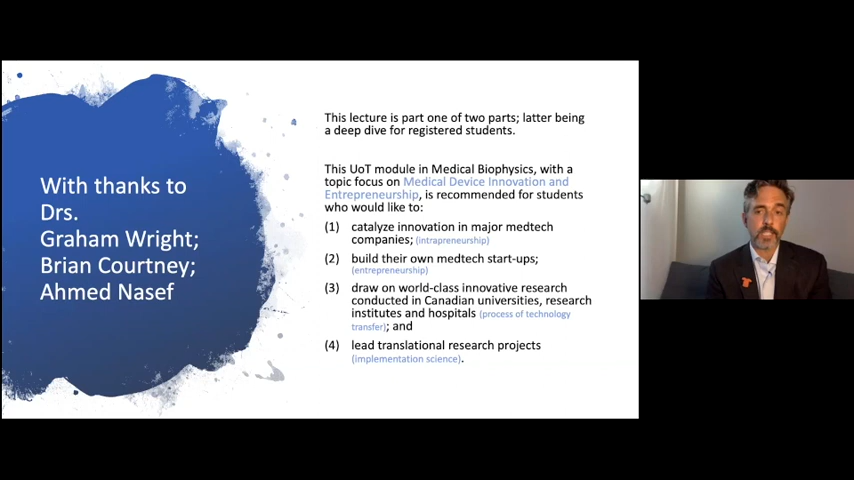 With thanks to
Drs.
Graham Wright;
Brian Courtney;
Ahmed Nasef
This lecture is part one of two parts; latter being
a deep dive for registered students.
This UoT module in Medical Biophysics, with a
topic focus on Medical Device Innovation and
Entrepreneurship, is recommended for students
who would like to:
(1) catalyze innovation in major medtech
companies; (intrapreneurship)
(2) build their own medtech start-ups;
(entrepreneurship)
(3) draw on world-class innovative research
conducted in Canadian universities, research
institutes and hospitals (process of technology
transfer); and
(4) lead translational research projects
(implementation science).